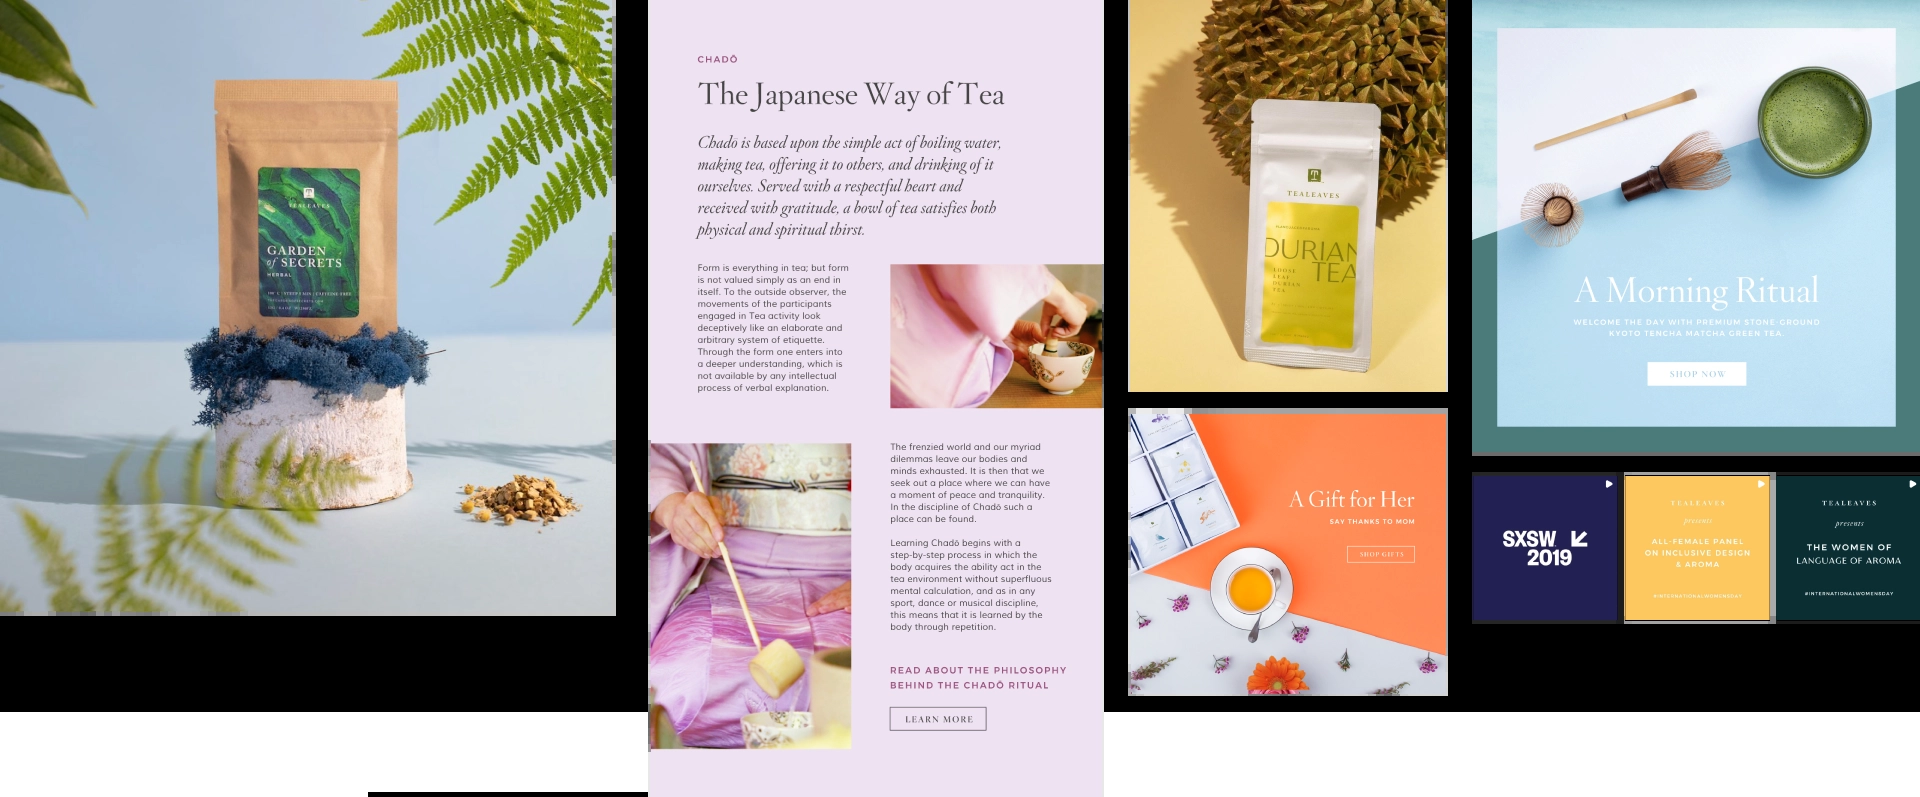 TEALEAVES
GARDEN
of SECRETS
HERBAL
CHADŌ
The Japanese Way of Tea
Chadō is based upon the simple act of boiling water,
making tea, offering it to others, and drinking of it
ourselves. Served with a respectful heart and
received with gratitude, a bowl of tea satisfies both
physical and spiritual thirst.
Form is everything in tea; but form
is not valued simply as an end in
itself. To the outside observer, the
movements of the participants
engaged in Tea activity look
deceptively like an elaborate and
arbitrary system of etiquette.
Through the form one enters into
a deeper understanding, which is
not available by any intellectual
process of verbal explanation.
The frenzied world and our myriad
dilemmas leave our bodies and
minds exhausted. It is then that we
seek out a place where we can have
a moment of peace and tranquility.
In the discipline of Chadō such a
place can be found.
Learning Chadō begins with a
step-by-step process in which the
body acquires the ability act in the
tea environment without superfluous
mental calculation, and as in any
sport, dance or musical discipline,
this means that it is learned by the
body through repetition.
READ ABOUT THE PHILOSOPHY
BEHIND THE CHADŌ RITUAL
LEARN MORE
TEALEAVES
DURIAN
TEA
LOOSE
LEAF
DURIAN
TEA
A Gift for Her
SAY THANKS TO MOM
SHOP GIFTS
A Morning Ritual
WELCOME THE DAY WITH PREMIUM STONE-GROUND
KYOTO TENCHA MATCHA GREEN TEA.
SHOP NOW
SXSW
2019
TEALEAVES
presents
ALL-FEMALE PANEL
ON INCLUSIVE DESIGN
& AROMA
#INTERNATIONALWOMENSDAY
TEALEAVES
presents
THE WOMEN OF
LANGUAGE OF AROMA
#INTERNATIONALWOMENSDAY